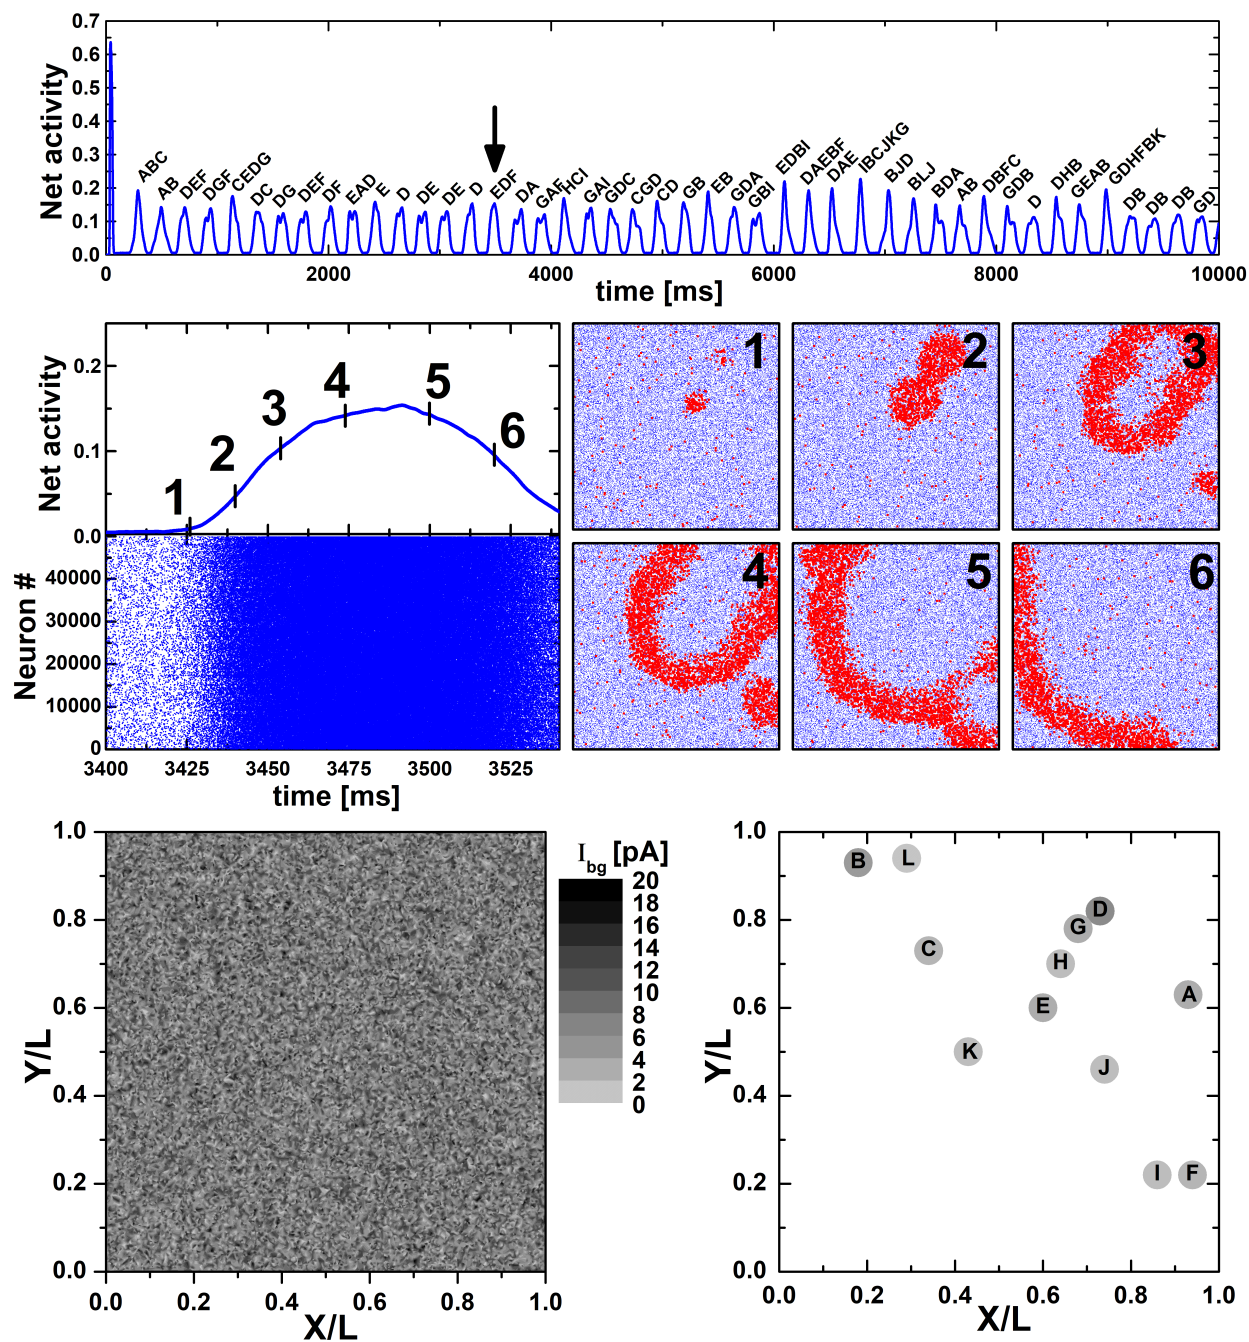 Net activity
0.7
0.6
0.5
0.4
0.3
0.2
0.1
0.0
ABC AB DEF DGF CEDG DC DG DEF DF EAD E D DE DE D EDF DA GAF HCI GAI GDC CGD CD GB EB GDA GBI EDBI DAEBF DAE IBCJKG BJD BLJ BDA AB DBFC GDB D DHB GEAB GDHFBK DB DB DB GD
0 2000 4000 6000 8000 10000
time [ms]
Net activity
0.2
0.1
0.0
1 2 3 4 5 6
1 2 3
4 5 6
Neuron #
40000
30000
20000
10000
0
3400 3425 3450 3475 3500 3525
time [ms]
Y/L
1.0
0.8
0.6
0.4
0.2
0.0
0.0 0.2 0.4 0.6 0.8 1.0
X/L
Ibg [pA]
20
18
16
14
12
10
8
6
4
2
0
Y/L
1.0
0.8
0.6
0.4
0.2
0.0
B L
D
G
C
H
A
E
K
J
I F
0.0 0.2 0.4 0.6 0.8 1.0
X/L